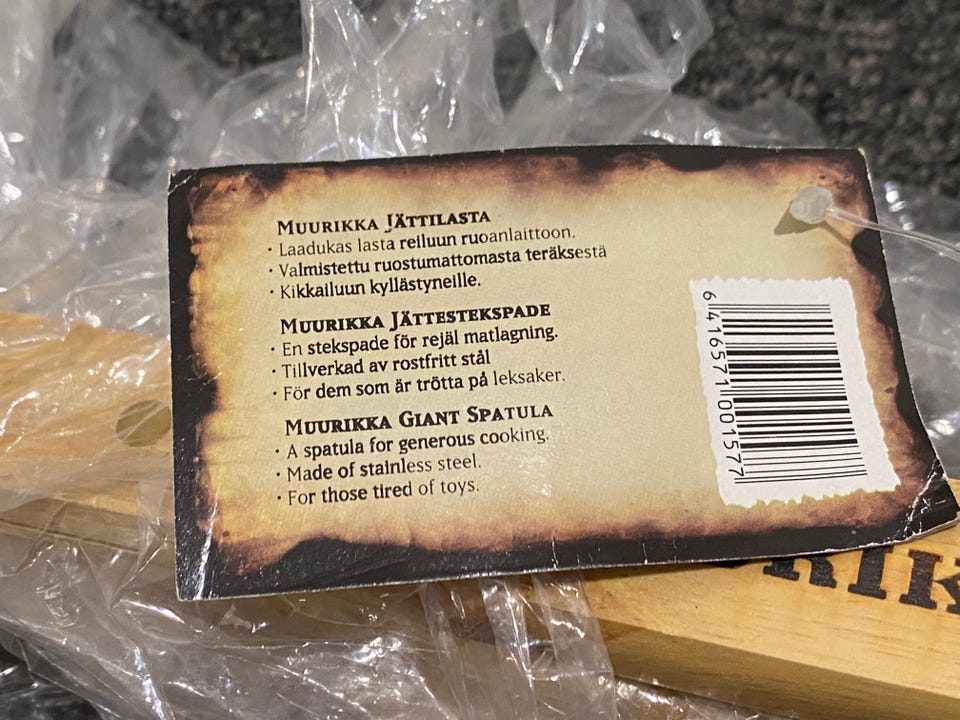 MUURIKKA JÄTTILASTA
· Laadukas lasta reiluun ruoanlaittoon.
· Valmistettu ruostumattomasta teräksestä
· Kikkailuun kyllästyneille.
MUURIKKA JÄTTESTEKSPADE
· En stekspade för rejäl matlagning.
· Tillverkad av rostfritt stål
· För dem som är trötta på leksaker.
MUURIKKA GIANT SPATULA
· A spatula for generous cooking.
· Made of stainless steel.
· For those tired of toys.
6 416571 001577